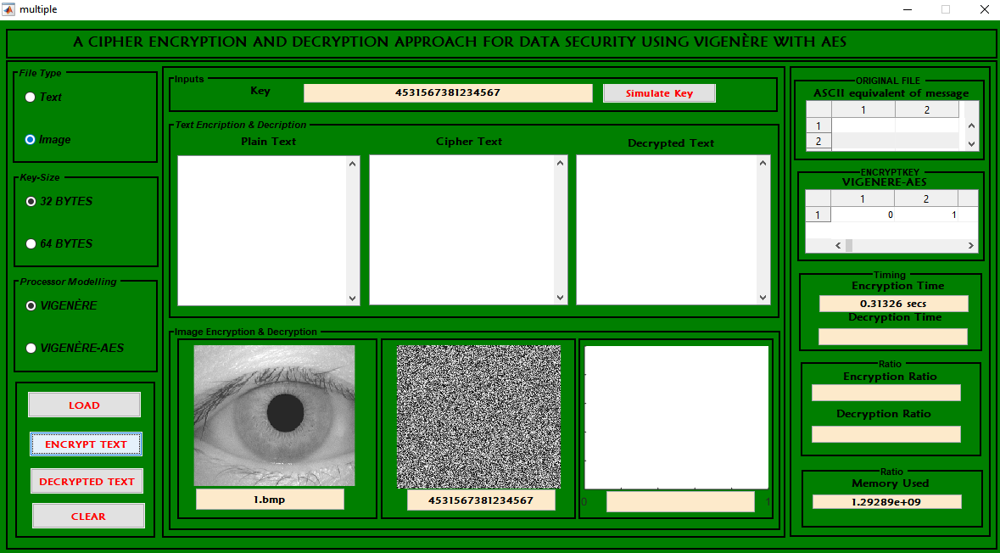 multiple
A CIPHER ENCRYPTION AND DECRYPTION APPROACH FOR DATA SECURITY USING VIGENÈRE WITH AES
File Type
Text
Image
Key-Size
32 BYTES
64 BYTES
Processor Modelling
VIGENÈRE
VIGENÈRE-AES
LOAD
ENCRYPT TEXT
DECRYPTED TEXT
CLEAR
Inputs
Key 4531567381234567 Simulate Key
Text Encription & Decription
Plain Text Cipher Text Decrypted Text
Image Encryption & Decryption
1.bmp 4531567381234567 0 1
ORIGINAL FILE
ASCII equivalent of message
1 2
1
2
ENCRYPTKEY
VIGENERE-AES
1 2
1 0 1
Timing
Encryption Time
0.31326 secs
Decryption Time
Ratio
Encryption Ratio
Decryption Ratio
Ratio
Memory Used
1.29289e+09